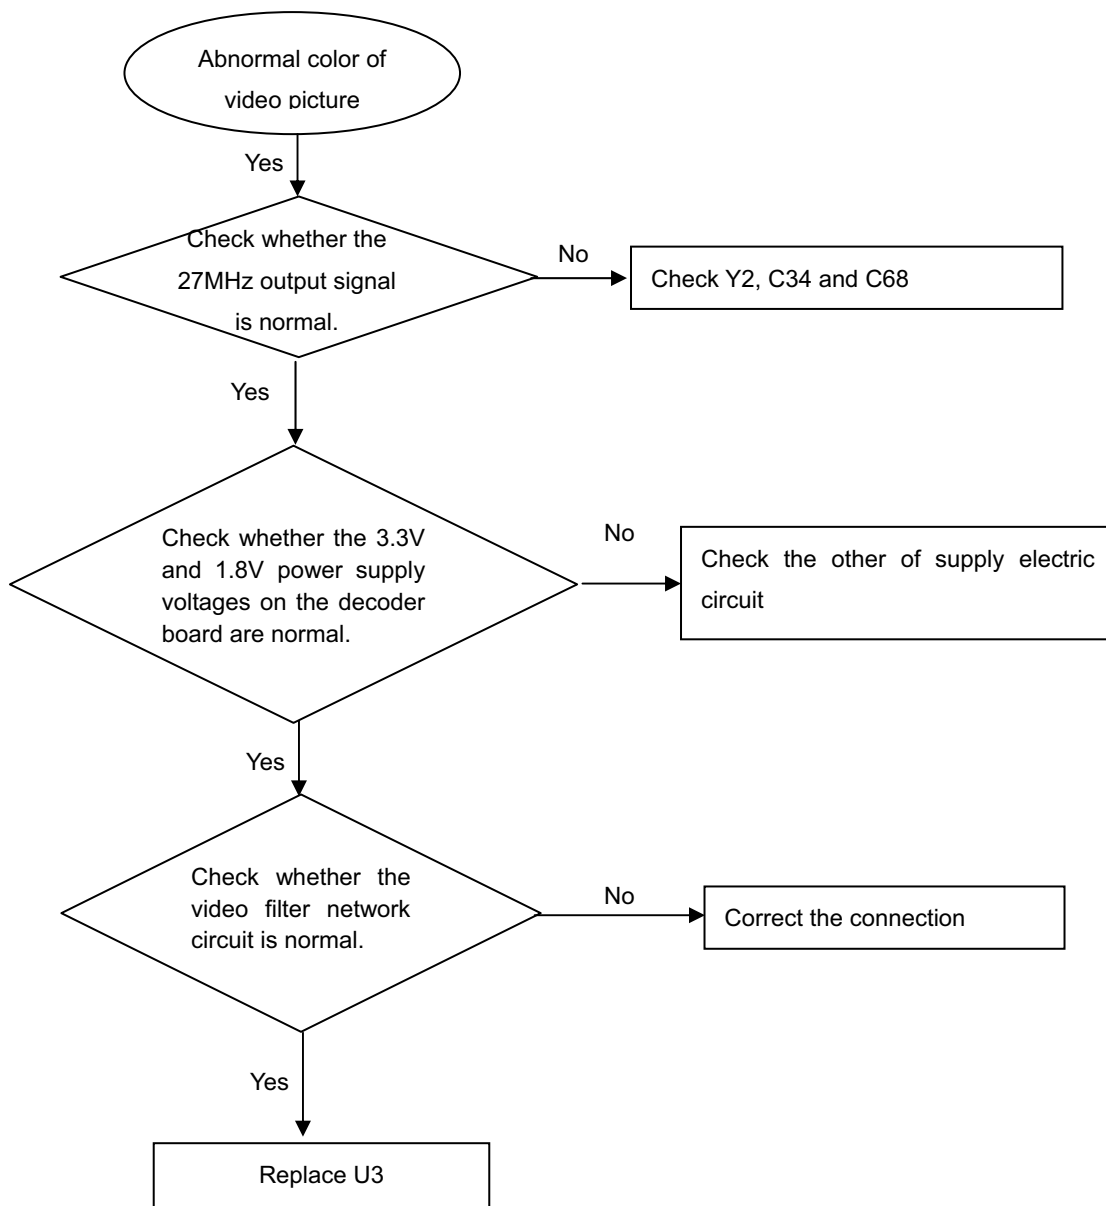 Abnormal color of
video picture
Yes
Check whether the
27MHz output signal
is normal.
No
Check Y2, C34 and C68
Yes
Check whether the 3.3V
and 1.8V power supply
voltages on the decoder
board are normal.
No
Check the other of supply electric
circuit
Yes
Check whether the
video filter network
circuit is normal.
No
Correct the connection
Yes
Replace U3